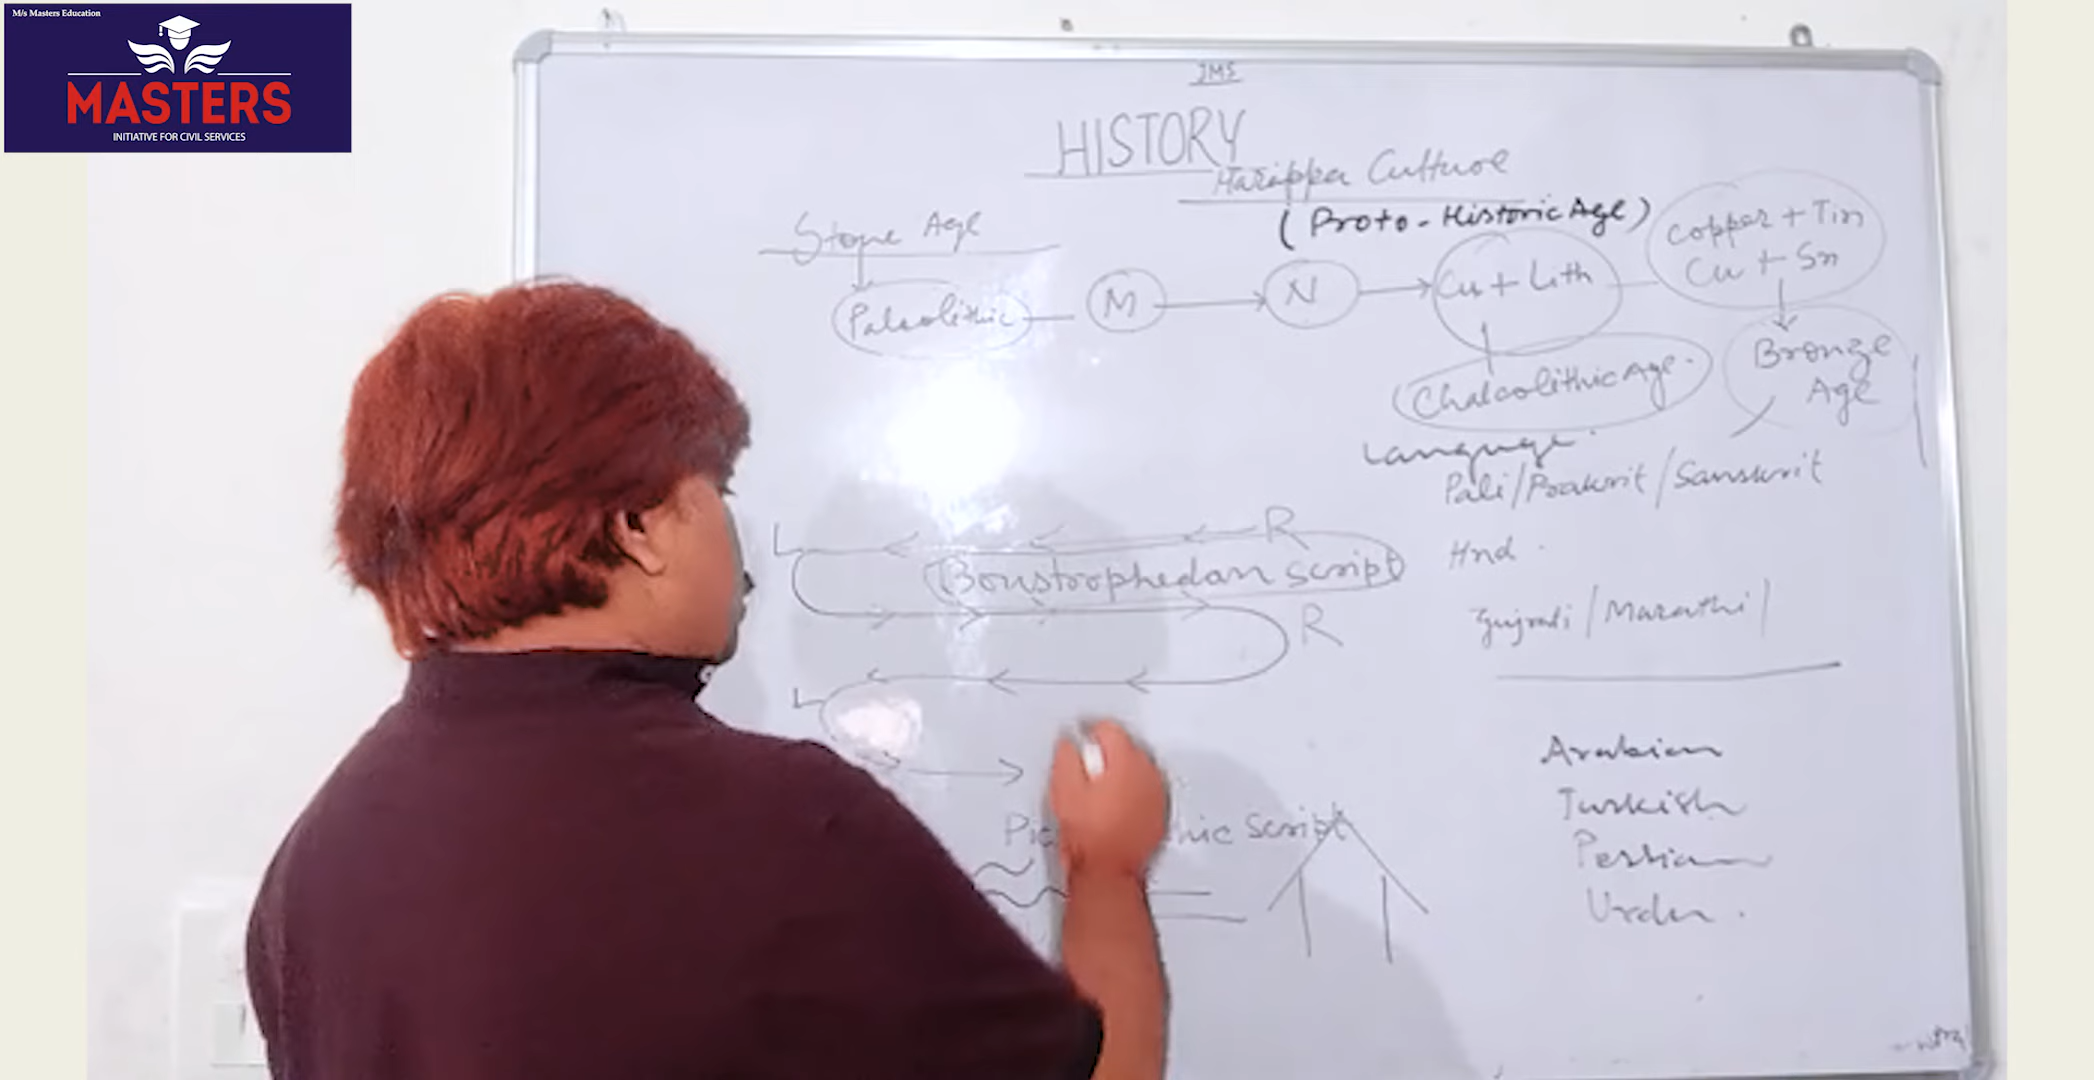 M/s Masters Education
MASTERS
INITIATIVE FOR CIVIL SERVICES
JMS
HISTORY
Harappa Culture
(Proto-Historic Age)
Stone Age
Copper + Tin
Cu + Sn
Palaolithic
M
N
Cu + Lith
Bronze
Age
Chalcolithic Age.
Language.
Pali/Prakrit/Sanskrit
L
R
Hnd.
Boustrophedan script
R
Gujrati/Marathi/
L
Arabian
Turkish
script
Persian
Urdu.